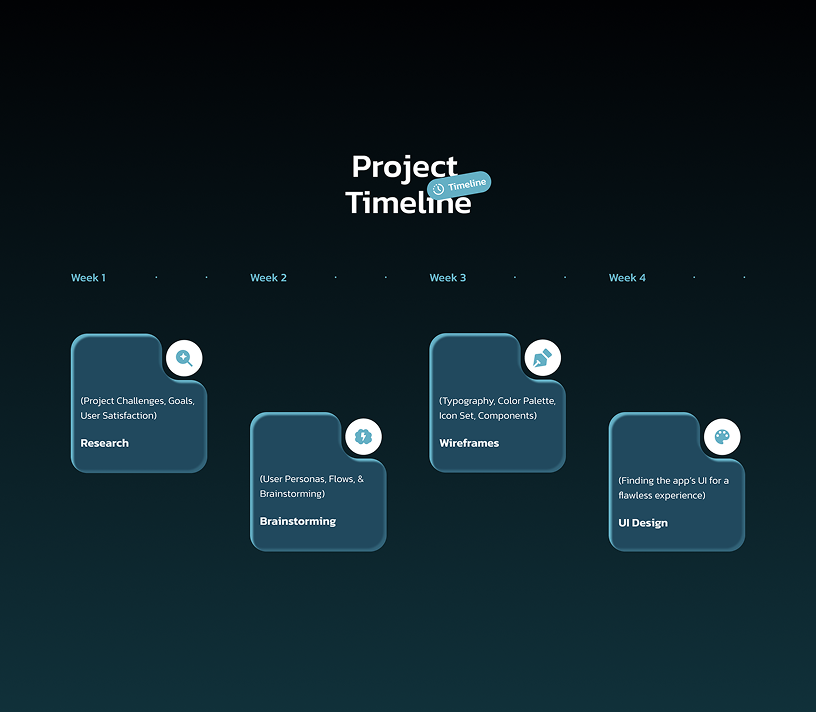 Project
Timeline
Timeline
Week 1
Week 2
Week 3
Week 4
(Project Challenges, Goals,
User Satisfaction)
Research
(User Personas, Flows, &
Brainstorming)
Brainstorming
(Typography, Color Palette,
Icon Set, Components)
Wireframes
(Finding the app's UI for a
flawless experience)
UI Design